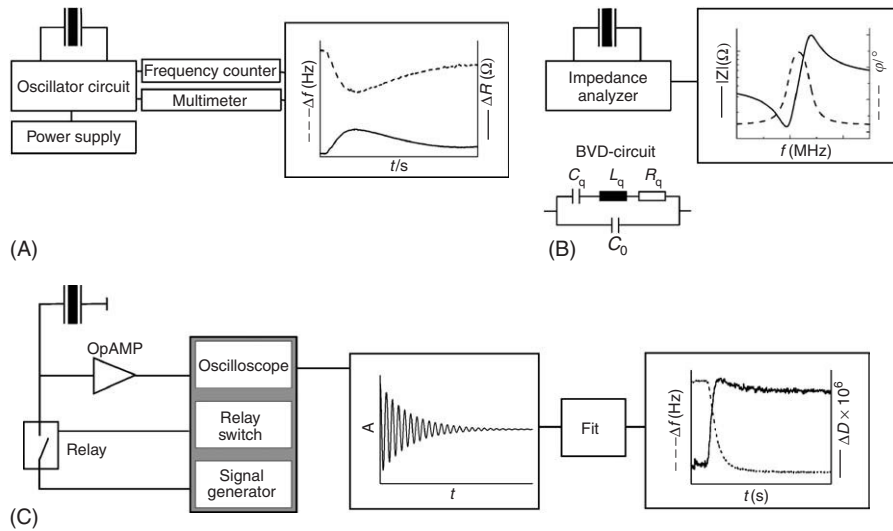 Oscillator circuit
Frequency counter
Multimeter
Power supply
Δf (Hz)
ΔR (Ω)
t/s
(A)
Impedance
analyzer
|Z|(Ω)
φ/°
f (MHz)
BVD-circuit
Cq Lq Rq
C0
(B)
OpAMP
Relay
Oscilloscope
Relay
switch
Signal
generator
A
t
Fit
Δf (Hz)
ΔD × 10⁶
t (s)
(C)